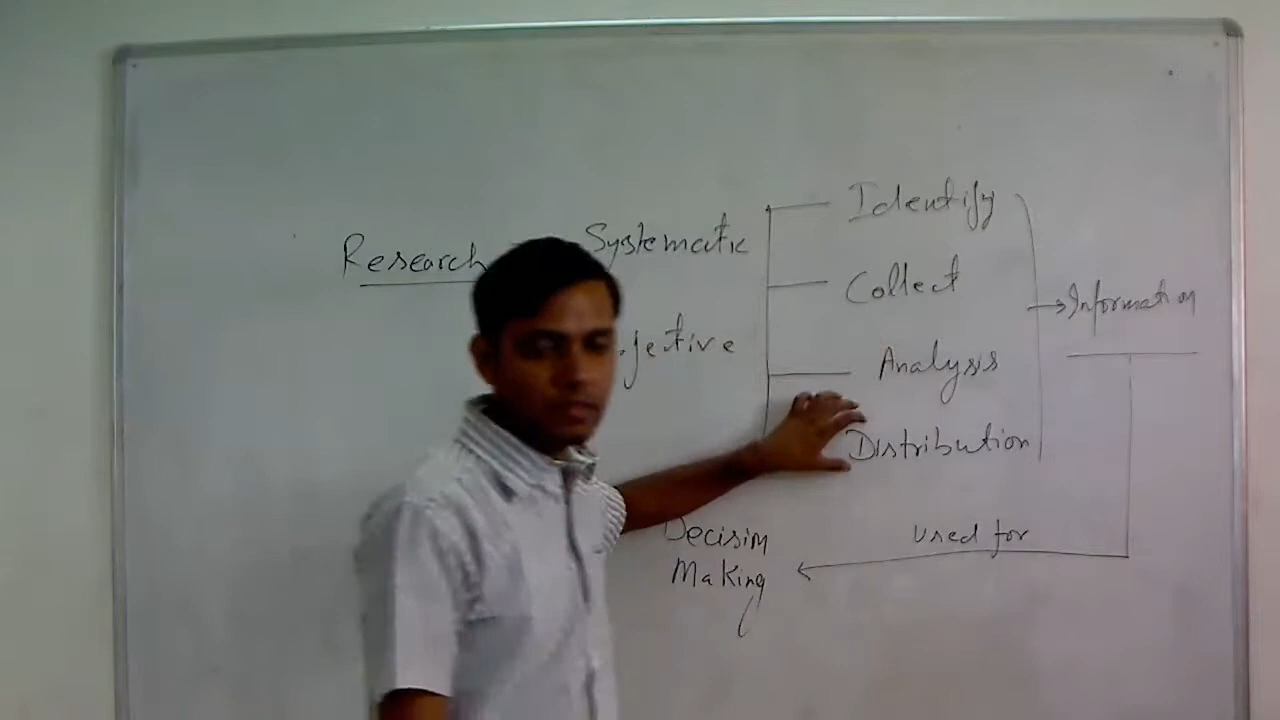 Research
Systematic
jective
Identify
Collect
Analysis
Distribution
Information
used for
Decision
Making